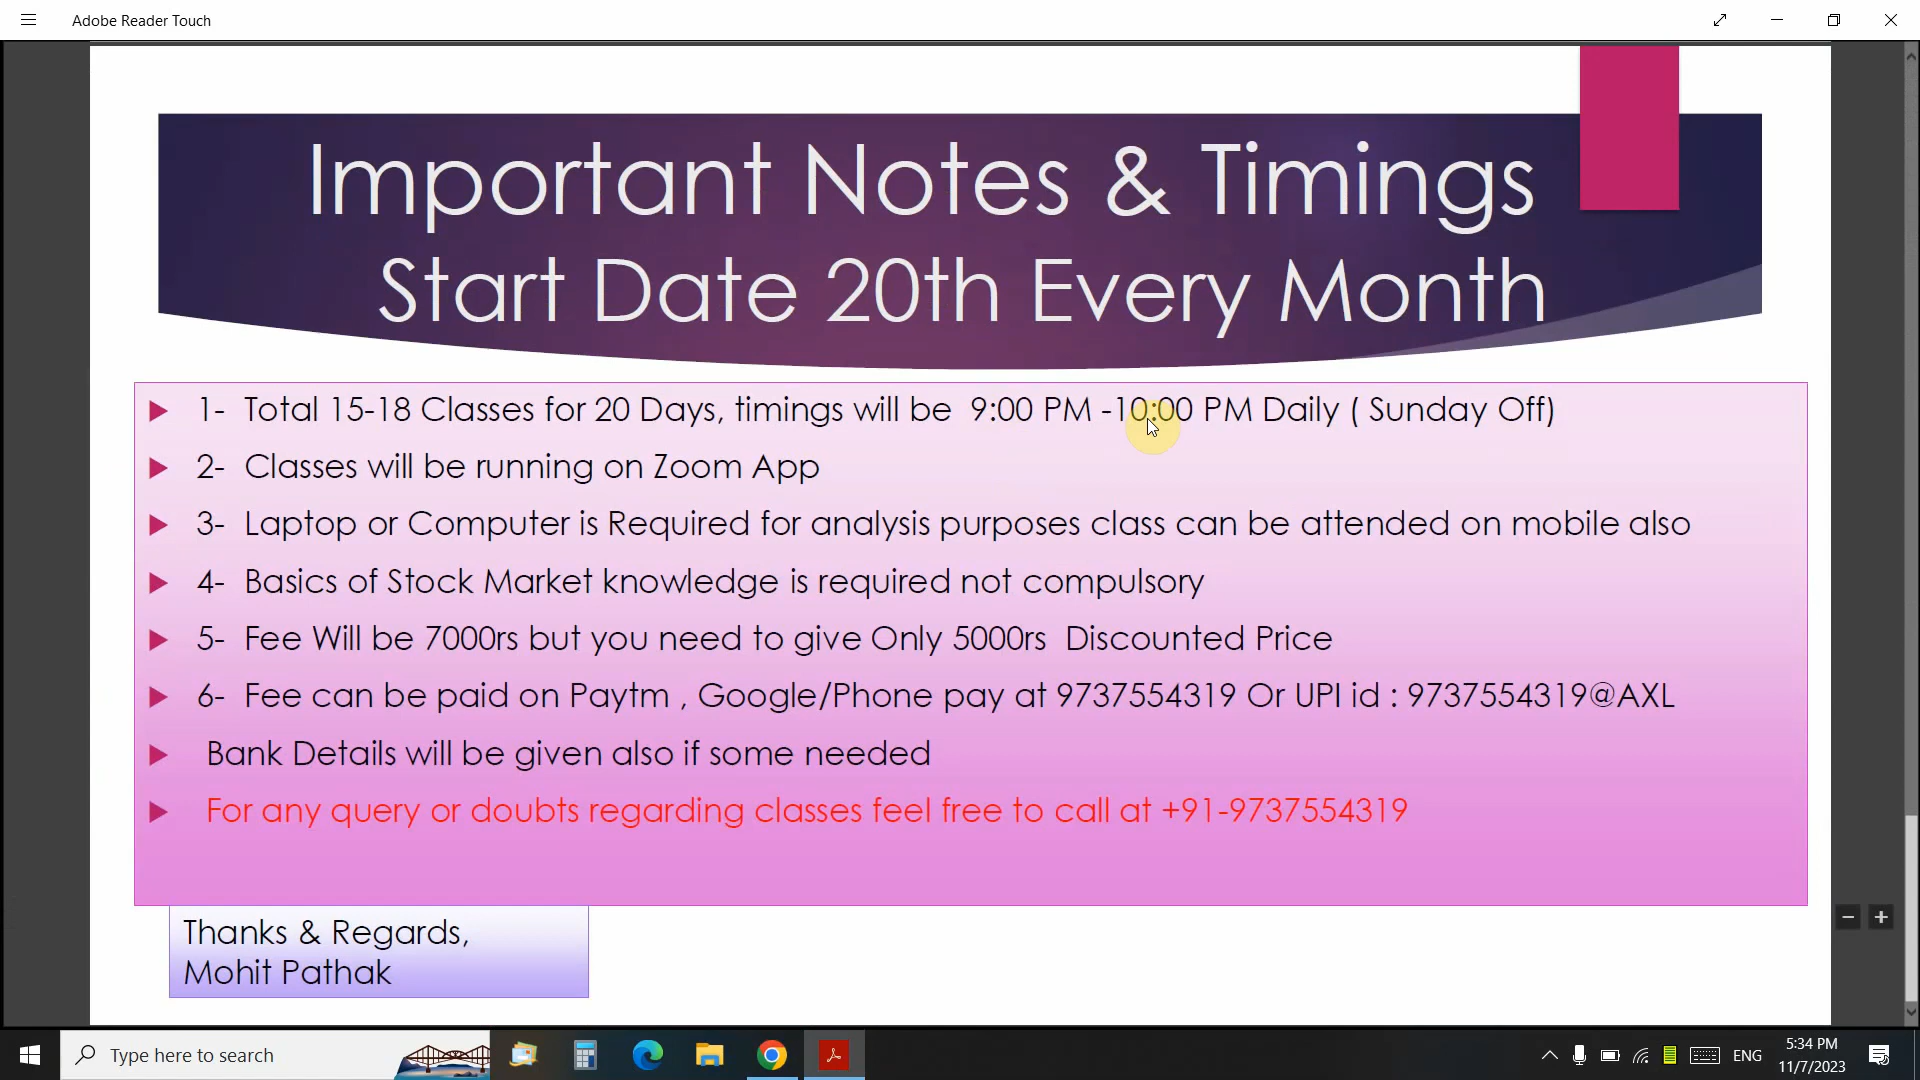 Adobe Reader Touch
Important Notes & Timings
Start Date 20th Every Month
1- Total 15-18 Classes for 20 Days, timings will be 9:00 PM -10:00 PM Daily ( Sunday Off)
2- Classes will be running on Zoom App
3- Laptop or Computer is Required for analysis purposes class can be attended on mobile also
4- Basics of Stock Market knowledge is required not compulsory
5- Fee Will be 7000rs but you need to give Only 5000rs Discounted Price
6- Fee can be paid on Paytm , Google/Phone pay at 9737554319 Or UPI id : 9737554319@AXL
Bank Details will be given also if some needed
For any query or doubts regarding classes feel free to call at +91-9737554319
Thanks & Regards,
Mohit Pathak
Type here to search
ENG
5:34 PM
11/7/2023